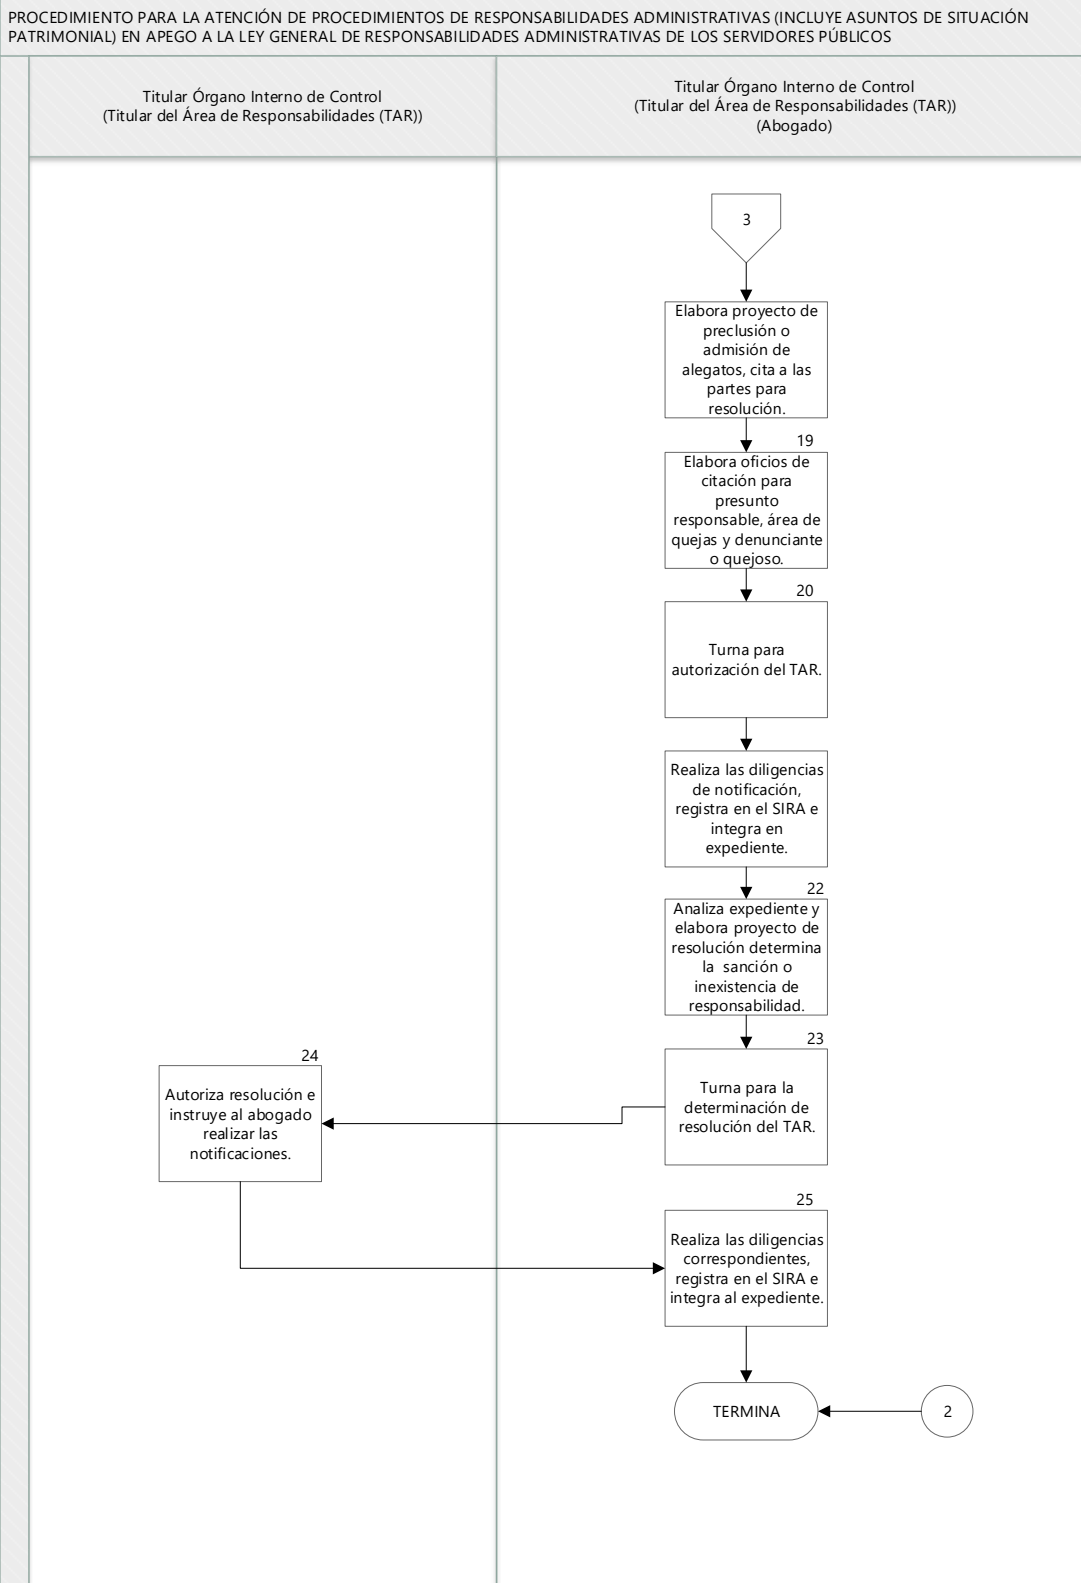 PROCEDIMIENTO PARA LA ATENCIÓN DE PROCEDIMIENTOS DE RESPONSABILIDADES ADMINISTRATIVAS (INCLUYE ASUNTOS DE SITUACIÓN
PATRIMONIAL) EN APEGO A LA LEY GENERAL DE RESPONSABILIDADES ADMINISTRATIVAS DE LOS SERVIDORES PÚBLICOS
Titular Órgano Interno de Control
(Titular del Área de Responsabilidades (TAR))
Titular Órgano Interno de Control
(Titular del Área de Responsabilidades (TAR))
(Abogado)
3
Elabora proyecto de
preclusión o
admisión de
alegatos, cita a las
partes para
resolución.
19
Elabora oficios de
citación para
presunto
responsable, área de
quejas y denunciante
o quejoso.
20
Turna para
autorización del TAR.
Realiza las diligencias
de notificación,
registra en el SIRA e
integra en
expediente.
22
Analiza expediente y
elabora proyecto de
resolución determina
la sanción o
inexistencia de
responsabilidad.
23
Turna para la
determinación de
resolución del TAR.
24
Autoriza resolución e
instruye al abogado
realizar las
notificaciones.
25
Realiza las diligencias
correspondientes,
registra en el SIRA e
integra al expediente.
TERMINA
2